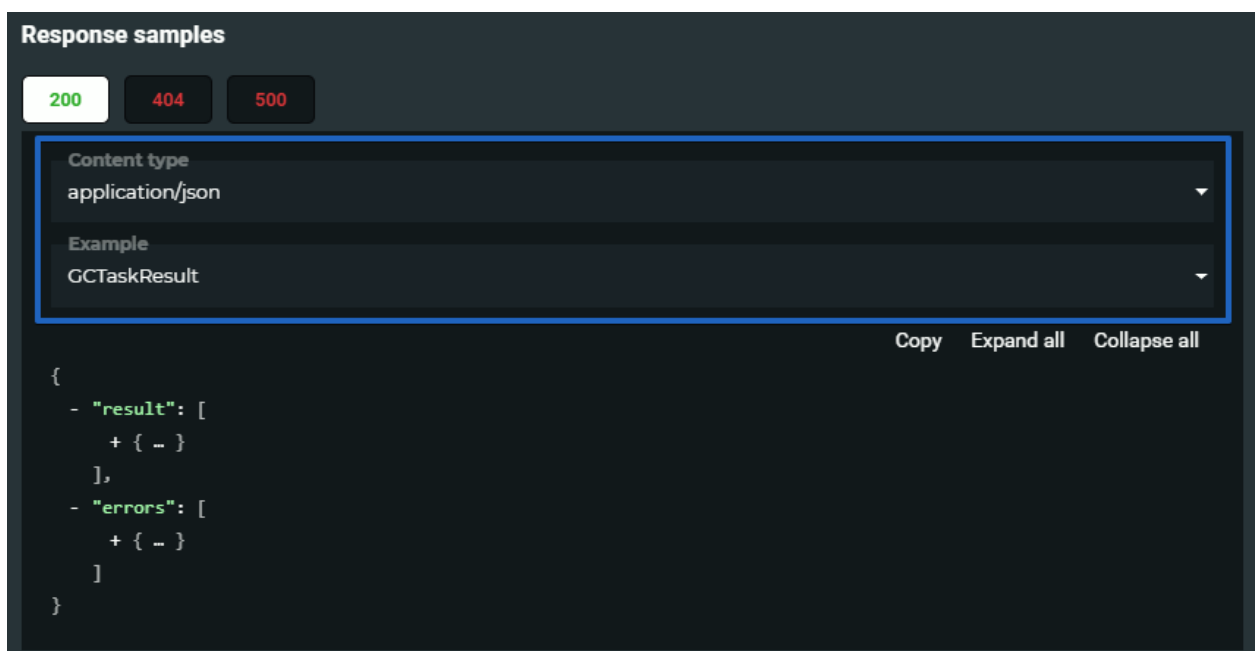 Response samples
200 404 500
Content type
application/json
Example
GCTaskResult
Copy Expand all Collapse all
{
- "result": [
+ { … }
],
- "errors": [
+ { … }
]
}